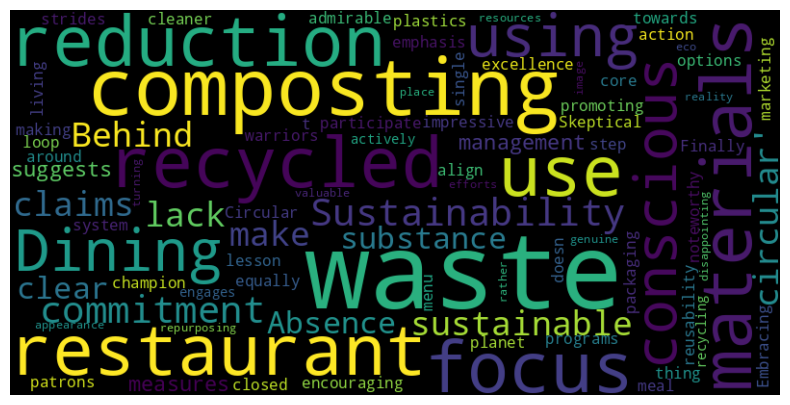 strides
cleaner
admirable
plastics
resources
towards
reduction
emphasis
using
action
eco
options
excellence
composting
living
place
single
core
image
promoting
reality
marketing
making
Behind
t
participate
impressive
Skeptical
loop
warriors
actively
management
step
Finally
around
suggests
recycled
align
use
conscious
materials
circular'
claims
lack
Circular
valuable
efforts
Sustainability
noteworthy
turning
system
make
substance
doesn
genuine
disappointing
Dining
lesson
waste
clear
champion
equally
menu
rather
packaging
reusability
recycling
Embracing
commitment
engages
Absence
sustainable
programs
appearance
repurposing
planet
restaurant
focus
thing
patrons
measures
closed
encouraging
meal